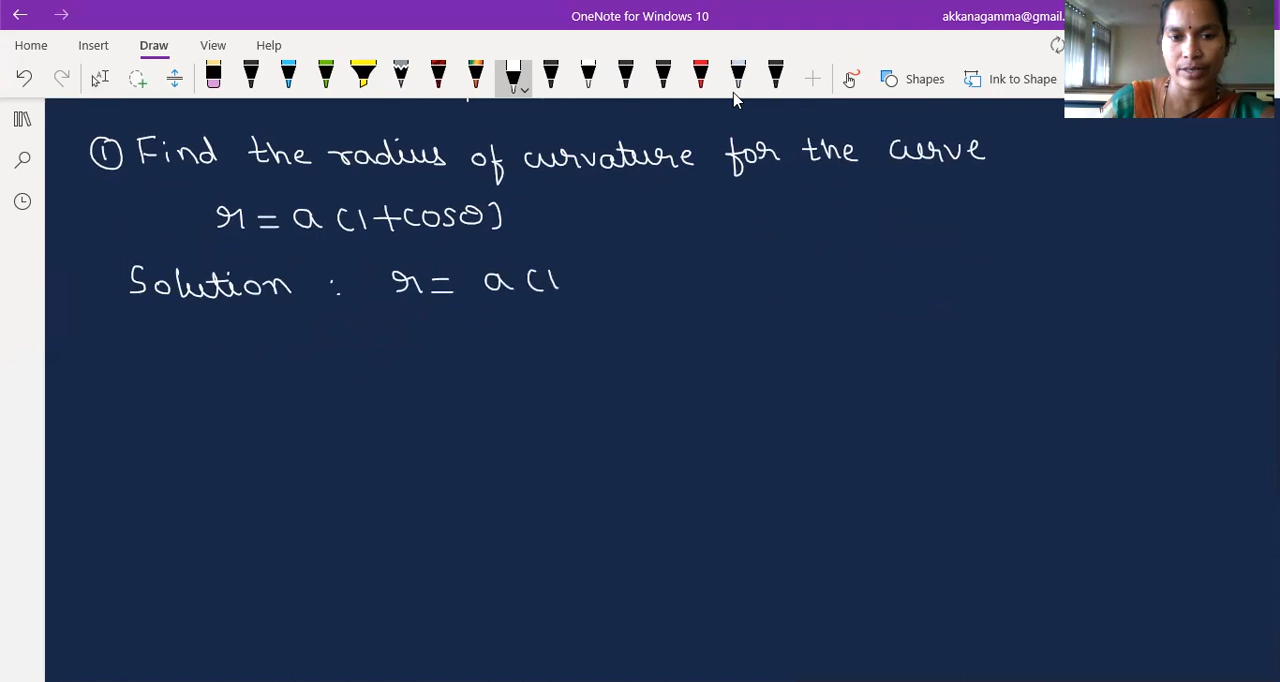 OneNote for Windows 10
akkanagamma@gmail.
Home Insert Draw View Help
Shapes Ink to Shape
① Find the radius of curvature for the curve
r = a (1+cosθ)
Solution : r = a (1